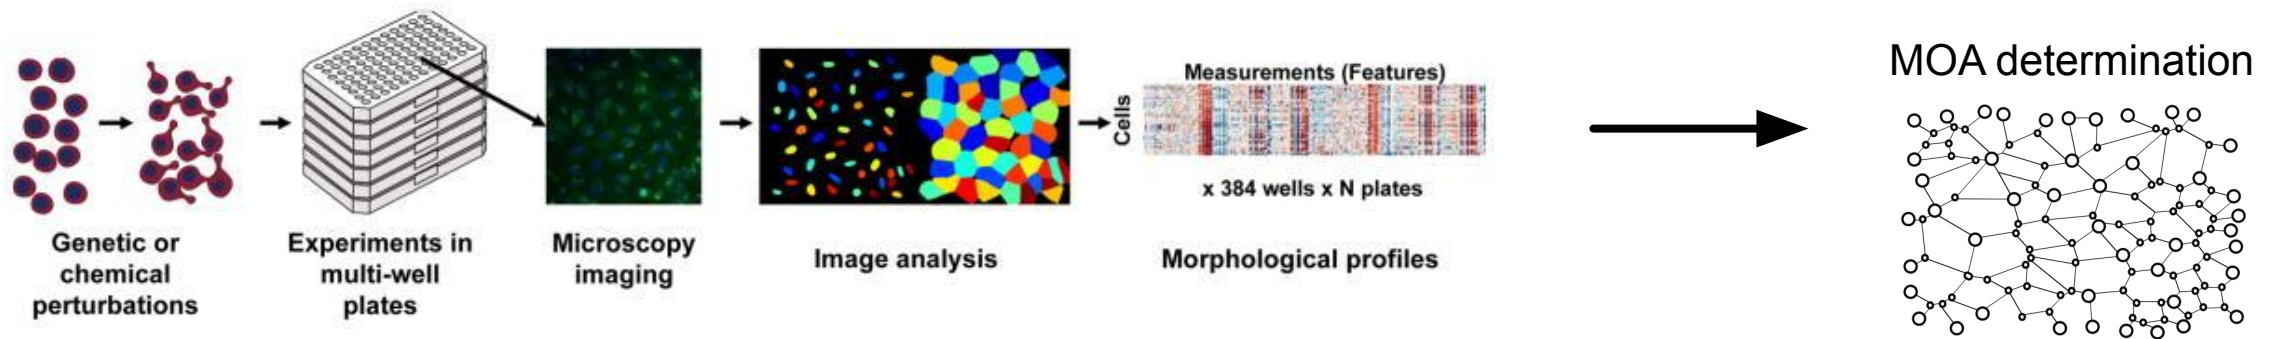 Genetic or
chemical
perturbations
Experiments in
multi-well
plates
Microscopy
imaging
Image analysis
Measurements (Features)
Cells
x 384 wells x N plates
Morphological profiles
MOA determination